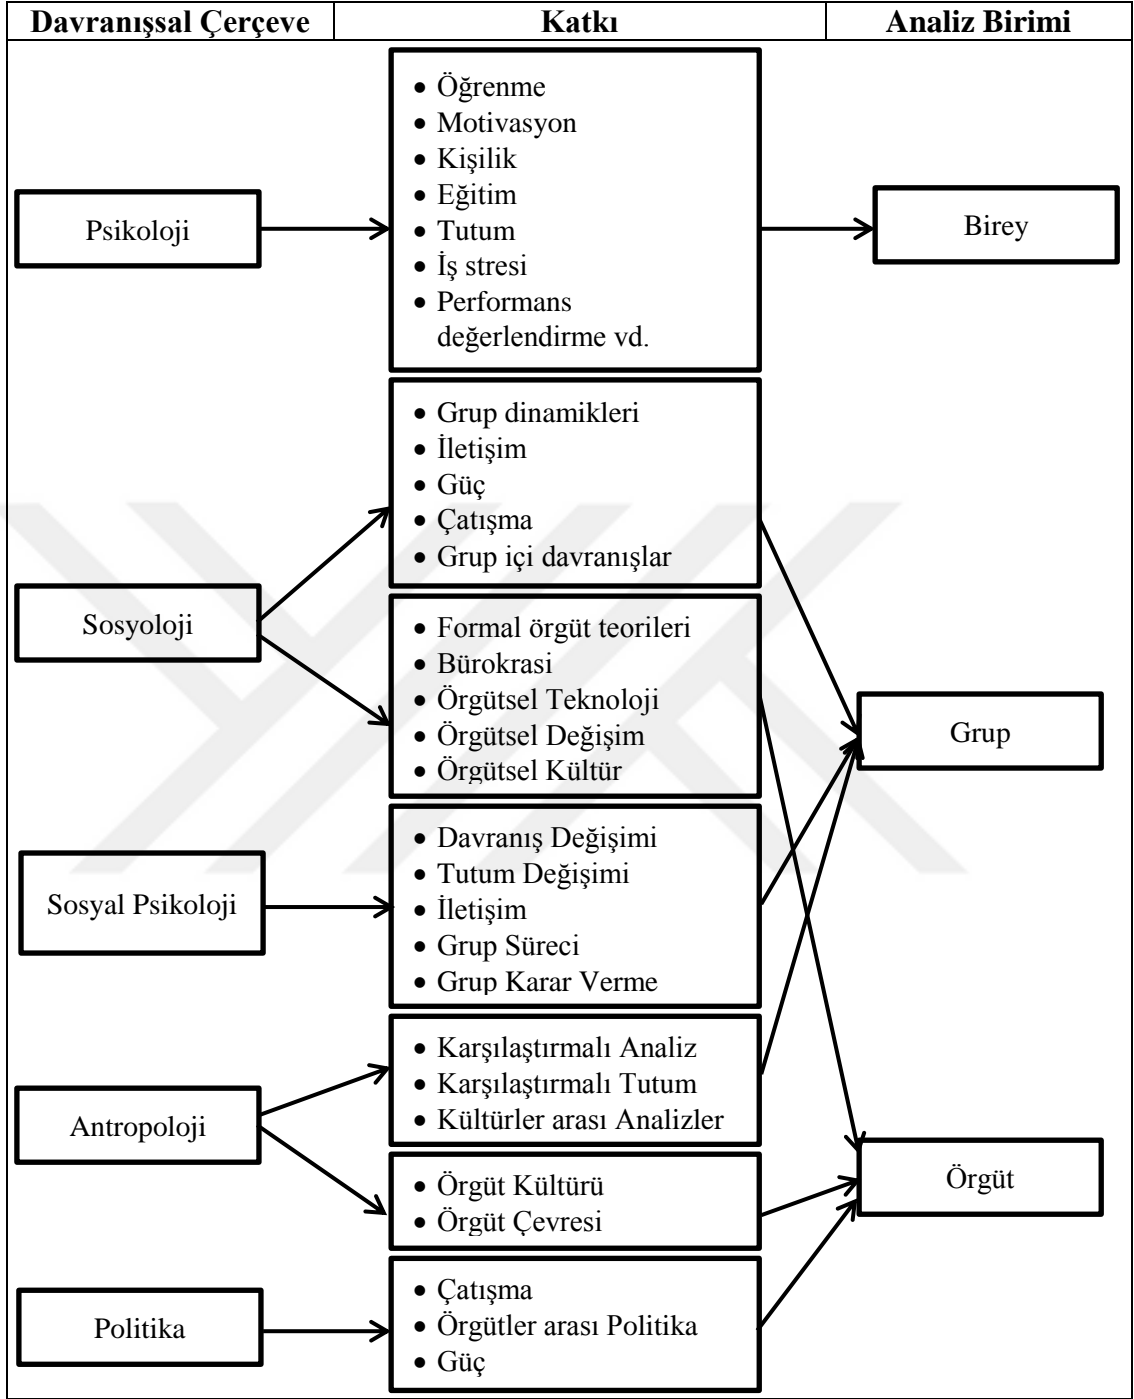 Davranışsal Çerçeve
Katkı
Analiz Birimi
Psikoloji
• Öğrenme
• Motivasyon
• Kişilik
• Eğitim
• Tutum
• İş stresi
• Performans
değerlendirme vd.
Birey
Sosyoloji
• Grup dinamikleri
• İletişim
• Güç
• Çatışma
• Grup içi davranışlar
• Formal örgüt teorileri
• Bürokrasi
• Örgütsel Teknoloji
• Örgütsel Değişim
• Örgütsel Kültür
Grup
Sosyal Psikoloji
• Davranış Değişimi
• Tutum Değişimi
• İletişim
• Grup Süreci
• Grup Karar Verme
Antropoloji
• Karşılaştırmalı Analiz
• Karşılaştırmalı Tutum
• Kültürler arası Analizler
• Örgüt Kültürü
• Örgüt Çevresi
Örgüt
Politika
• Çatışma
• Örgütler arası Politika
• Güç